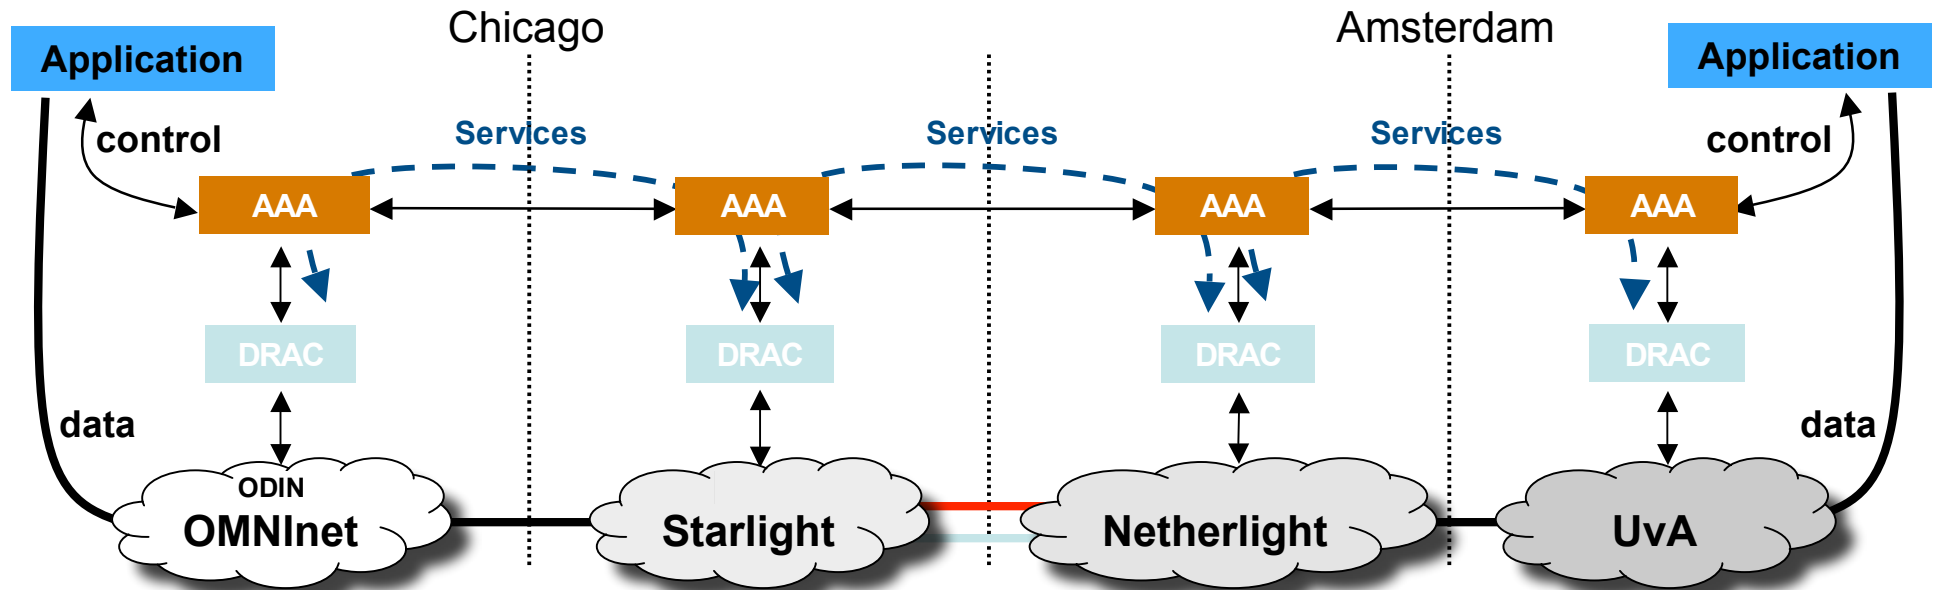 Chicago
Amsterdam
Application
Application
control
Services
Services
Services
control
AAA
AAA
AAA
AAA
DRAC
DRAC
DRAC
DRAC
data
data
ODIN
OMNInet
Starlight
Netherlight
UvA